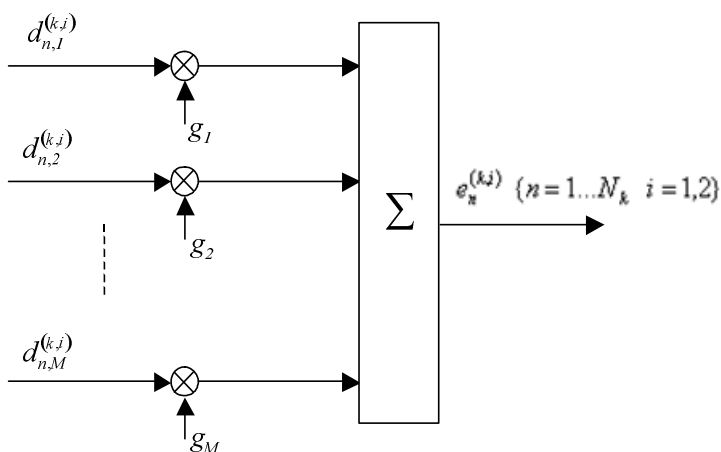 d_{n,1}^{(k,i)}
g_1
d_{n,2}^{(k,i)}
g_2
∑
e_n^{(k,i)} {n = 1...N_k i = 1,2}
d_{n,M}^{(k,i)}
g_M